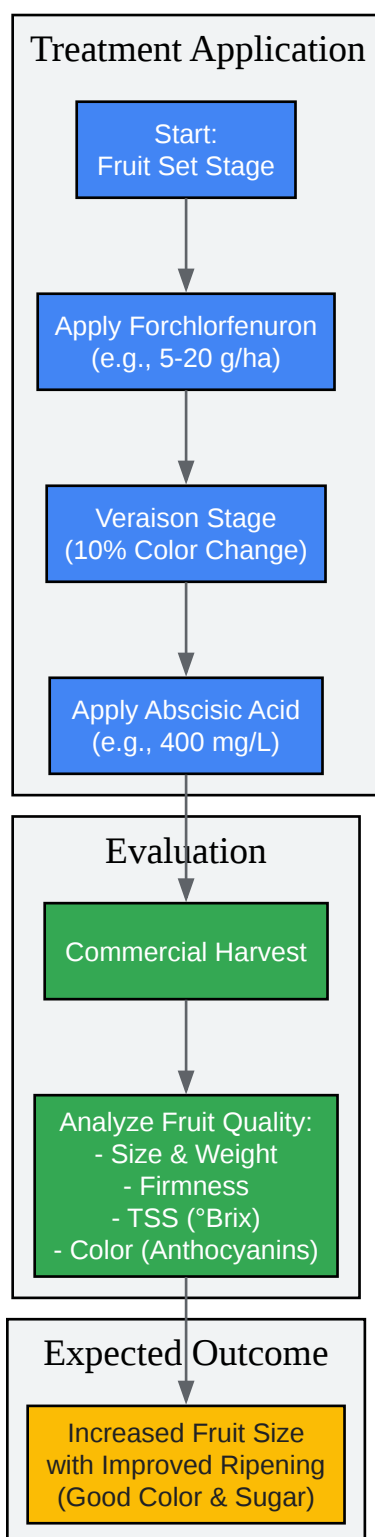 Treatment Application
Start:
Fruit Set Stage
Apply Forchlorfenuron
(e.g., 5-20 g/ha)
Veraison Stage
(10% Color Change)
Apply Abscisic Acid
(e.g., 400 mg/L)
Evaluation
Commercial Harvest
Analyze Fruit Quality:
- Size & Weight
- Firmness
- TSS (°Brix)
- Color (Anthocyanins)
Expected Outcome
Increased Fruit Size
with Improved Ripening
(Good Color & Sugar)